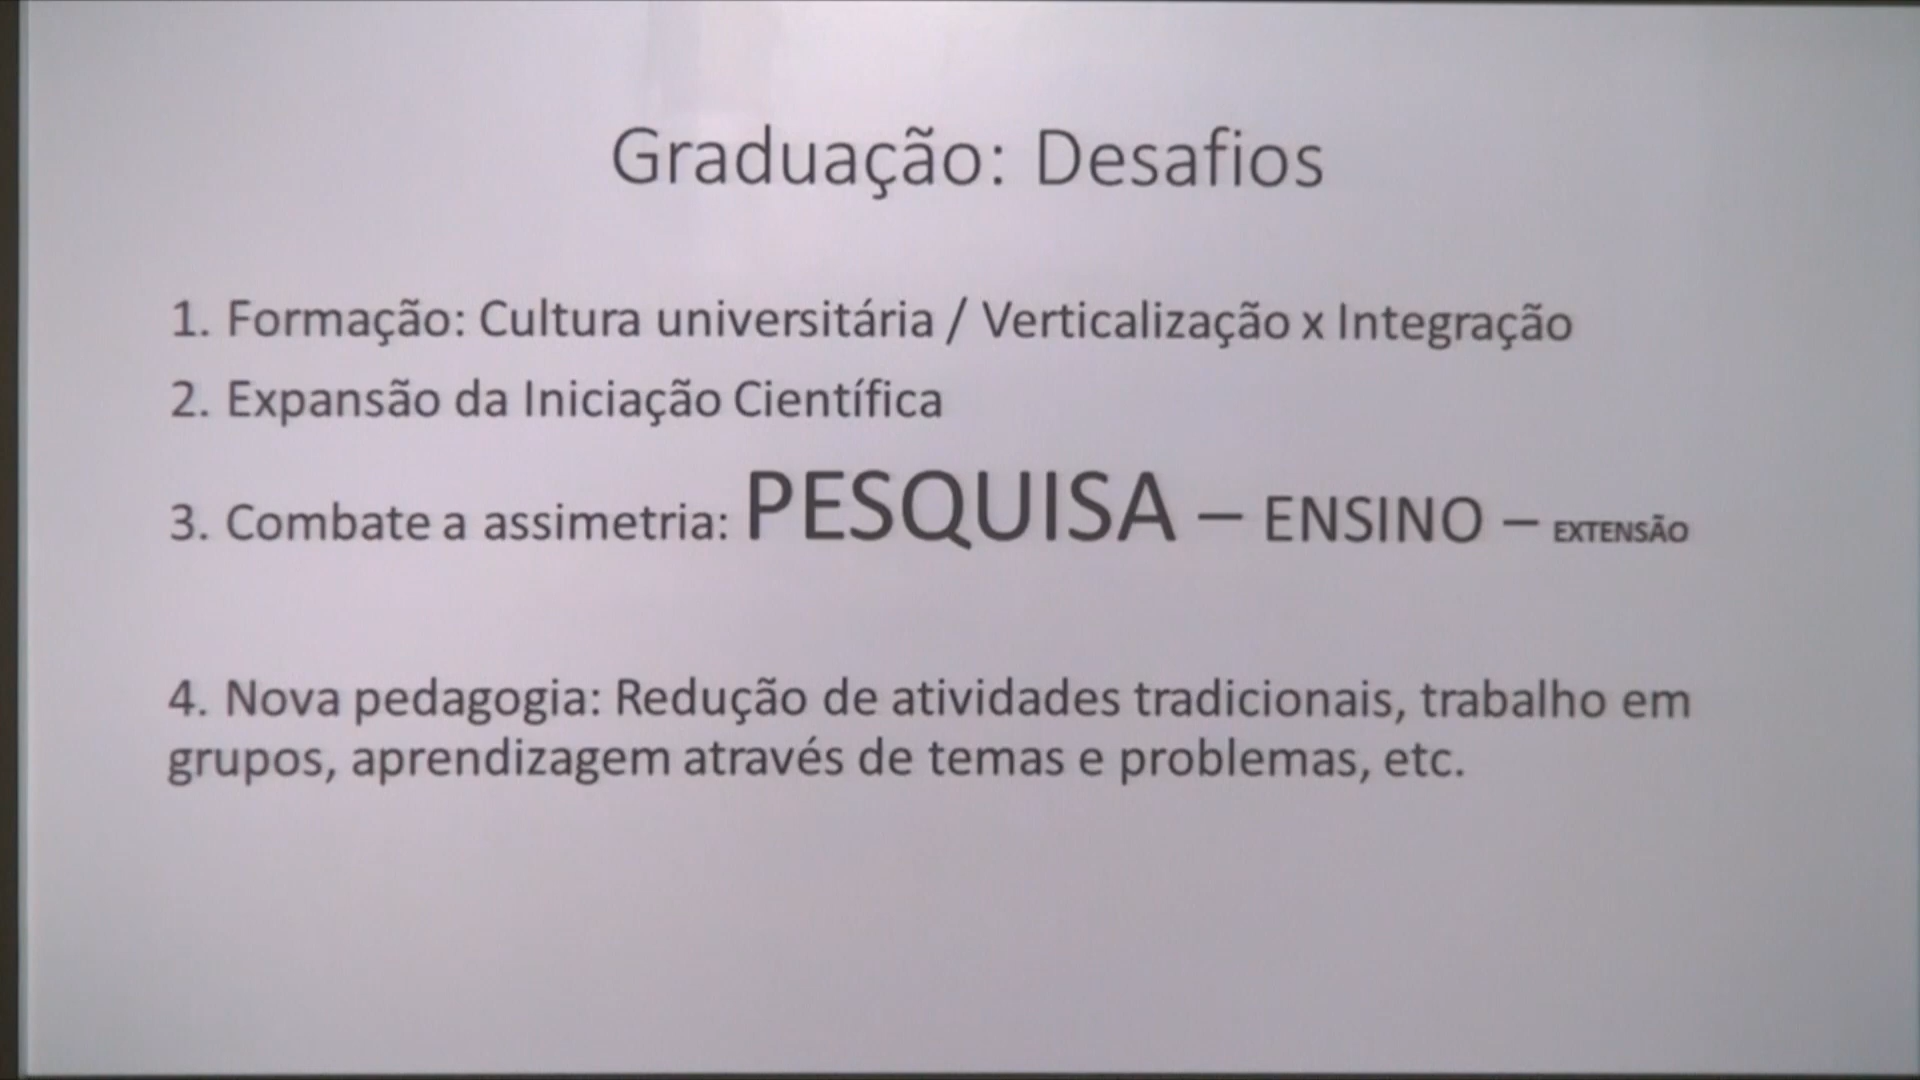 Graduação: Desafios
1. Formação: Cultura universitária / Verticalização x Integração
2. Expansão da Iniciação Científica
3. Combate a assimetria: PESQUISA – ENSINO – EXTENSÃO
4. Nova pedagogia: Redução de atividades tradicionais, trabalho em
grupos, aprendizagem através de temas e problemas, etc.